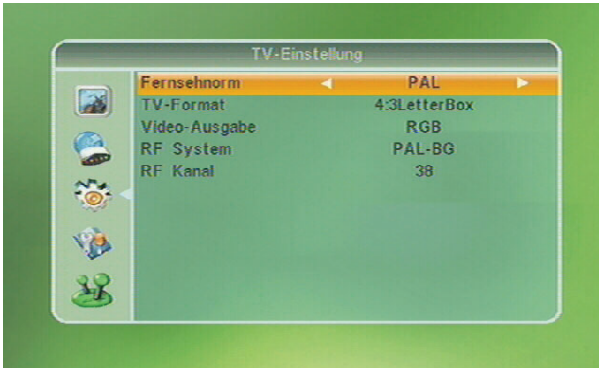 TV-Einstellung
Fernsehnorm PAL
TV-Format 4:3LetterBox
Video-Ausgabe RGB
RF System PAL-BG
RF Kanal 38